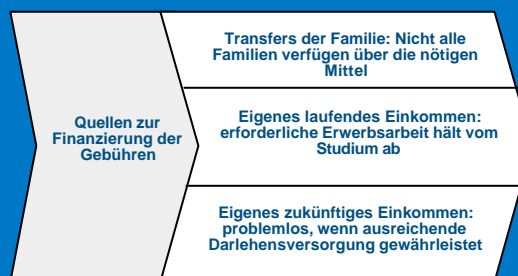 Quellen zur
Finanzierung der
Gebühren
Transfers der Familie: Nicht alle
Familien verfügen über die nötigen
Mittel
Eigenes laufendes Einkommen:
erforderliche Erwerbsarbeit hält vom
Studium ab
Eigenes zukünftiges Einkommen:
problemlos, wenn ausreichende
Darlehensversorgung gewährleistet